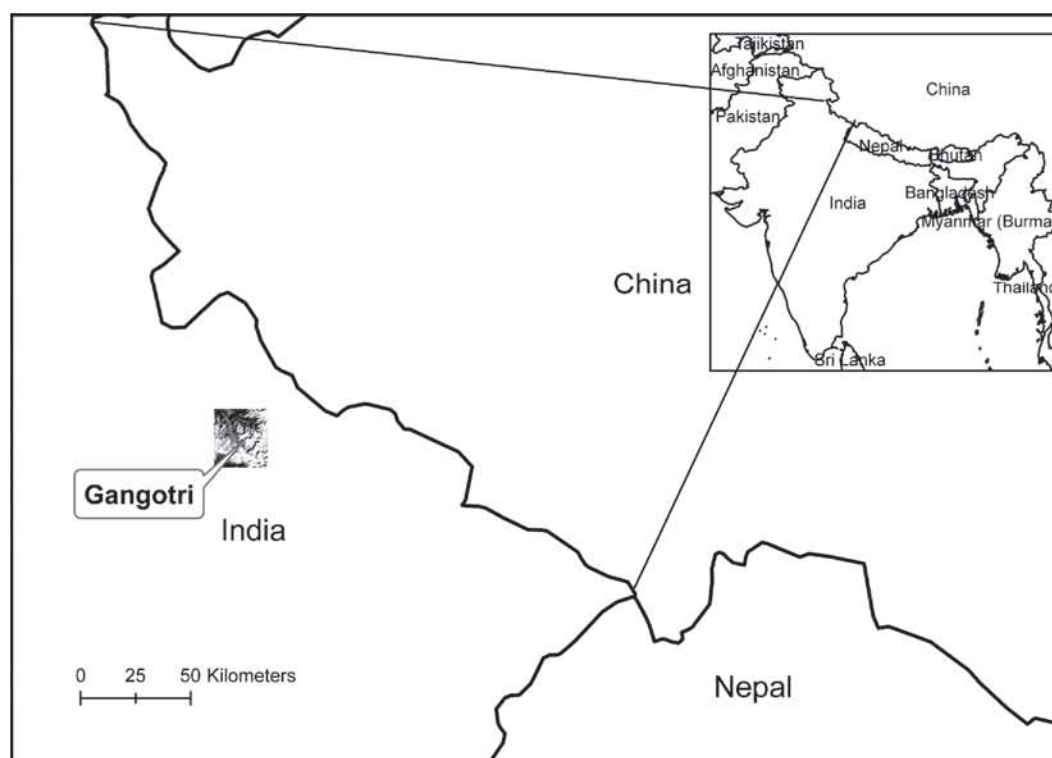 Tajikistan
Afghanistan
China
Pakistan
Nepal
Bhutan
India
Bangladesh
Myanmar (Burma
Thailand
Sri Lanka
China
Gangotri
India
0 25 50 Kilometers
Nepal